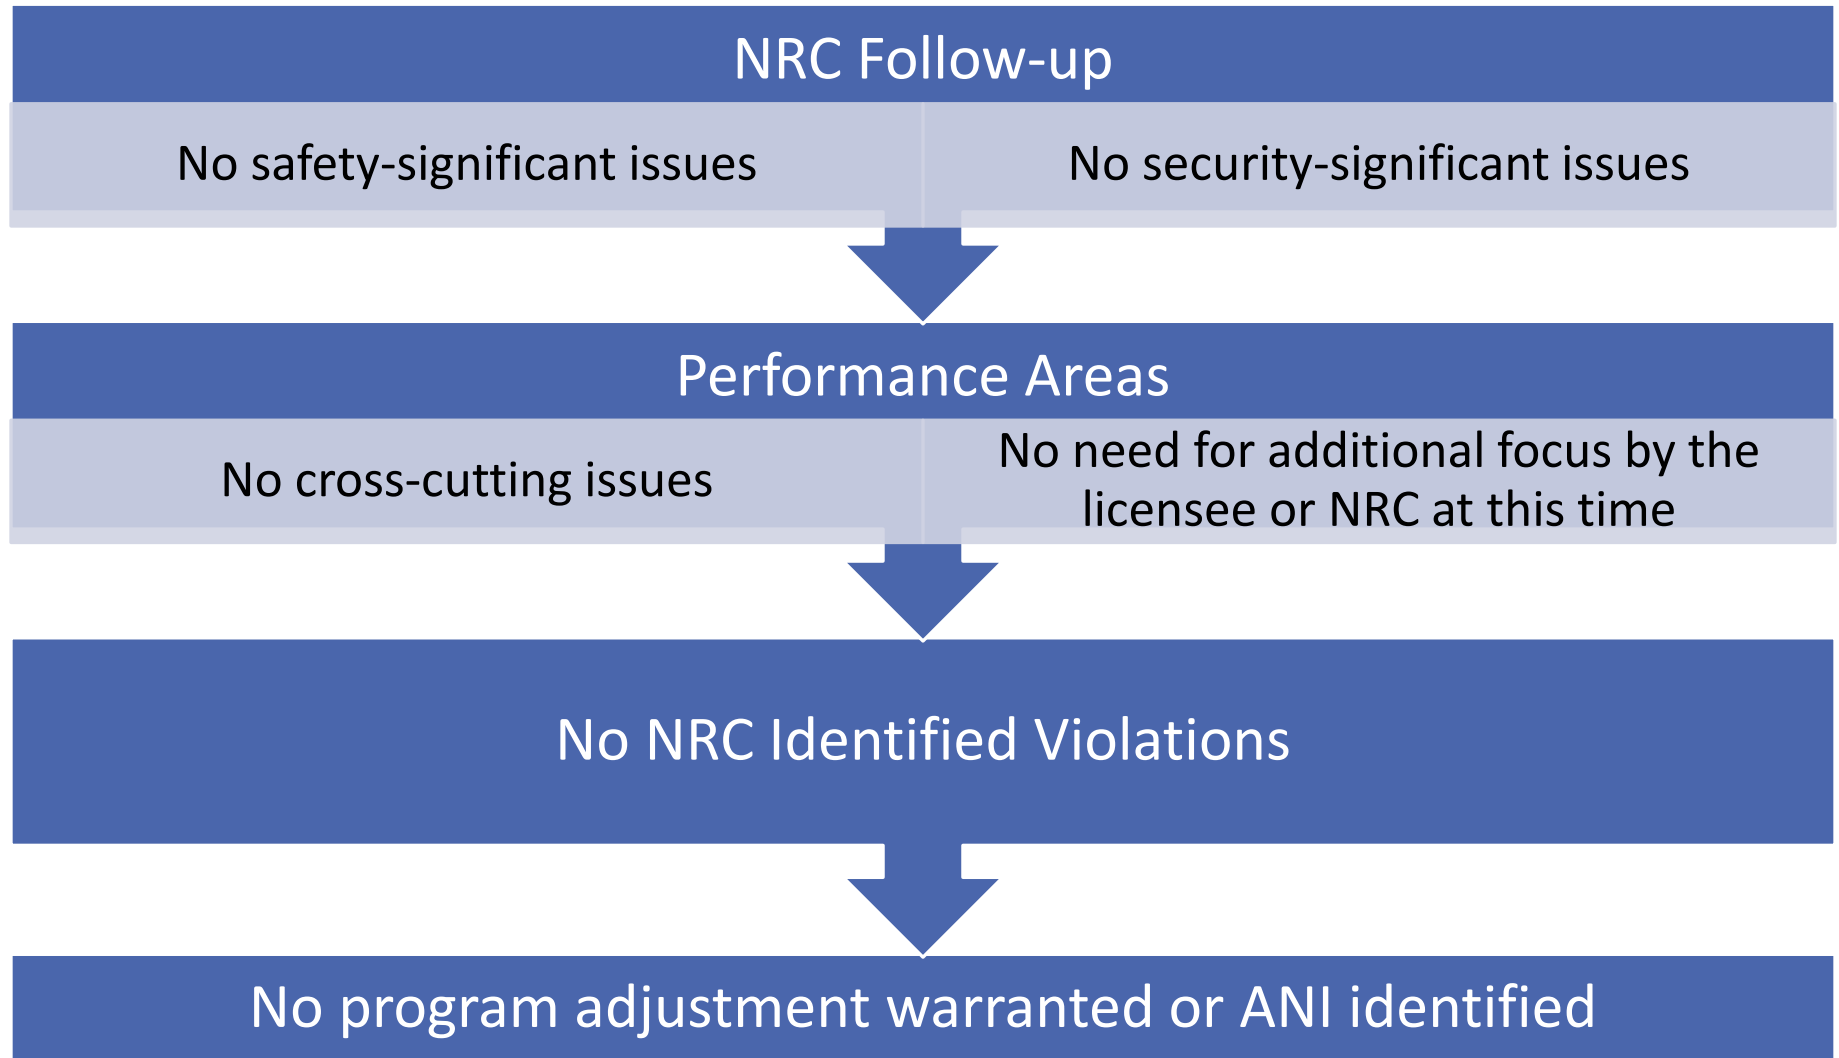 NRC Follow-up
No safety-significant issues
No security-significant issues
Performance Areas
No cross-cutting issues
No need for additional focus by the
licensee or NRC at this time
No NRC Identified Violations
No program adjustment warranted or ANI identified